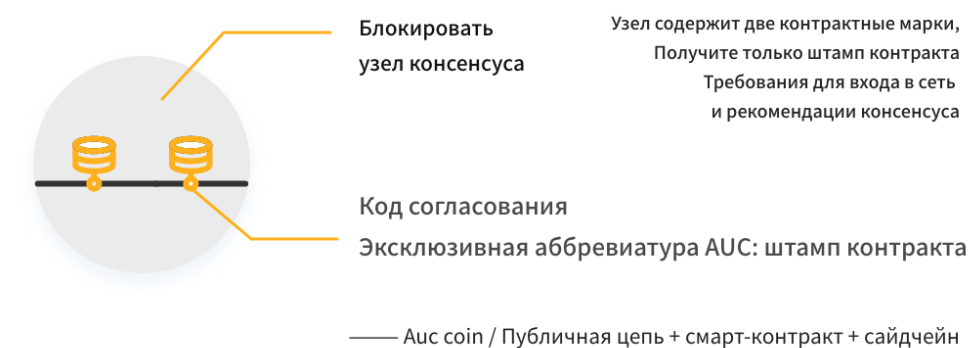 Блокировать
узел консенсуса
Узел содержит две контрактные марки,
Получите только штамп контракта
Требования для входа в сеть
и рекомендации консенсуса
Код согласования
Эксклюзивная аббревиатура AUC: штамп контракта
—— Auc coin / Публичная цепь + смарт-контракт + сайдчейн